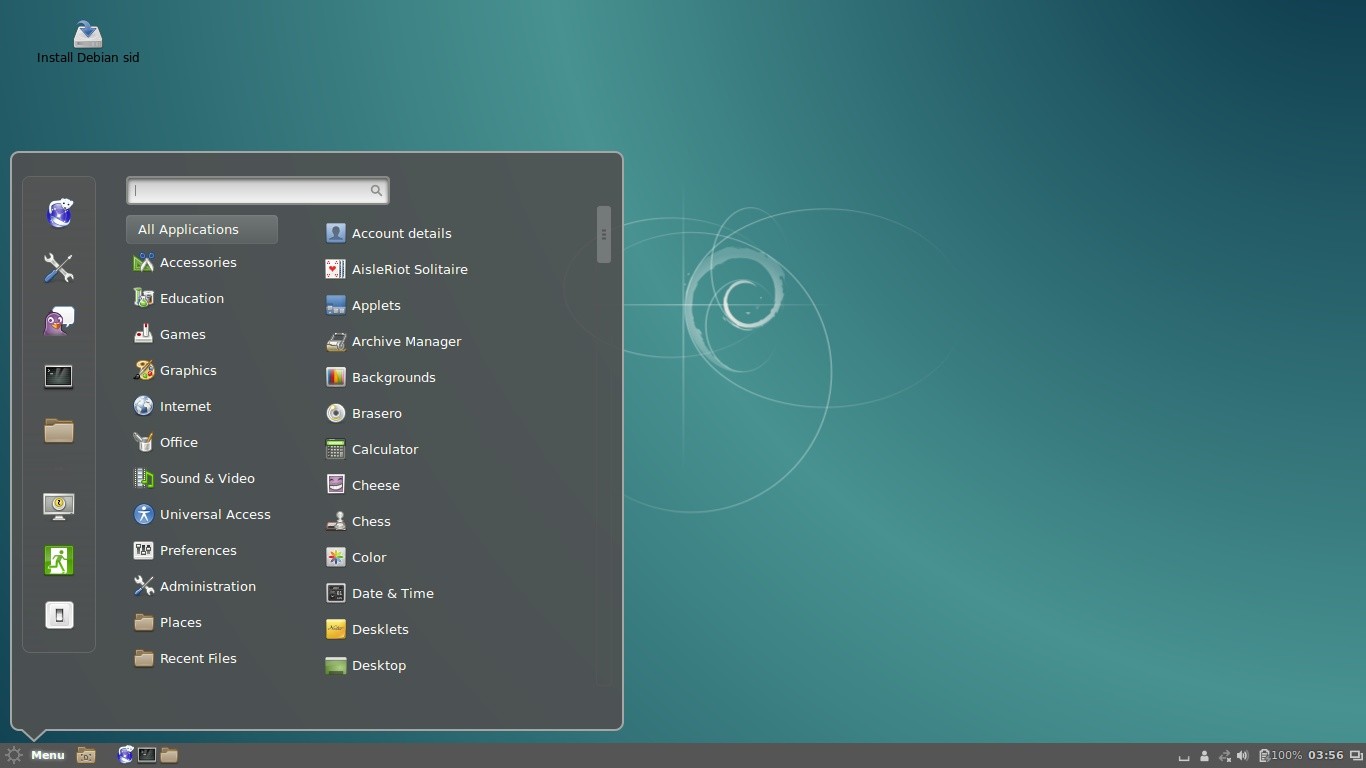 Install Debian sid
All Applications
Accessories
Education
Games
Graphics
Internet
Office
Sound & Video
Universal Access
Preferences
Administration
Places
Recent Files
Account details
AisleRiot Solitaire
Applets
Archive Manager
Backgrounds
Brasero
Calculator
Cheese
Chess
Color
Date & Time
Desklets
Desktop
Menu
100% 03:56